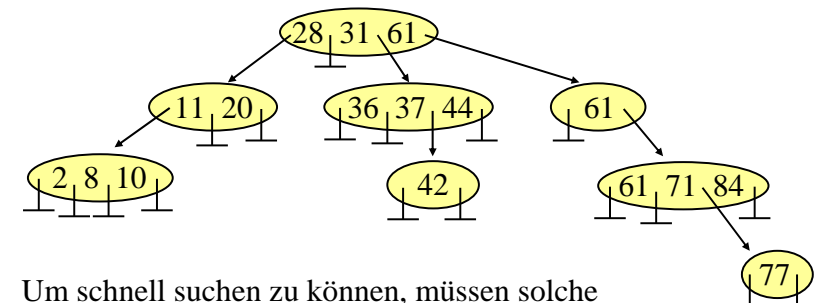 28 31 61
11 20 36 37 44 61
2 8 10 42 61 71 84
77
Um schnell suchen zu können, müssen solche